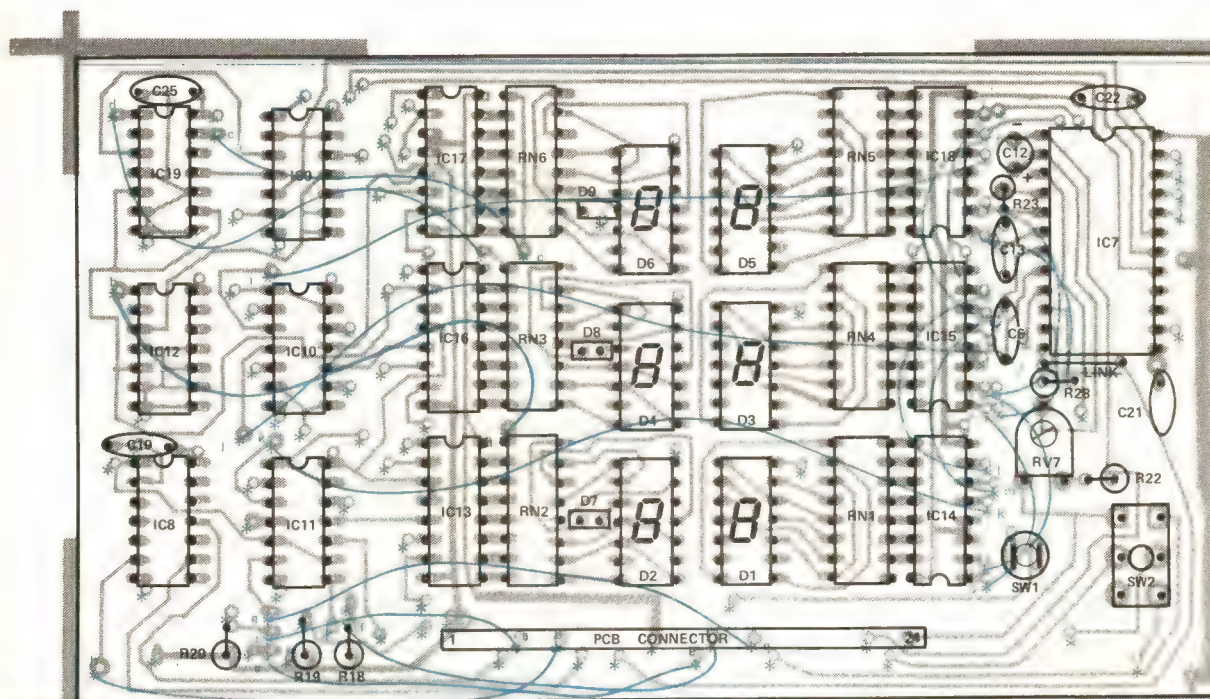 C25
C22
IC19
IC9
IC17
RN6
RN5
IC18
C12
+
R23
D9
IC7
D6
D5
c
IC12
IC10
IC16
RN3
D8
RN4
IC15
LINK
R28
C21
D4
D3
C19
j
RV7
R22
IC8
IC11
IC13
RN2
D7
RN1
IC14
k
D2
D1
SW1
SW2
1
PCB CONNECTOR
24
R29
R19
R18